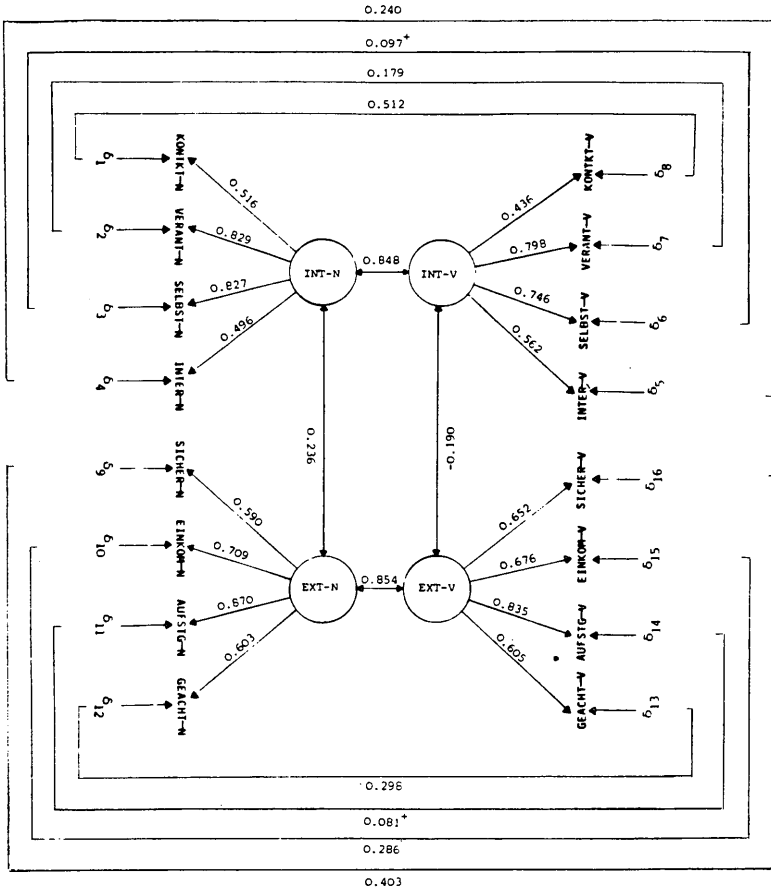 0.240
0.097+
0.179
0.512
δ1
KONTKT-N
0.516
0.436
KONTKT-V
δ8
δ2
VERANT-N
0.829
0.798
VERANT-V
δ7
INT-N
0.848
INT-V
δ3
SELBST-N
0.827
0.746
SELBST-V
δ6
δ4
INTER-N
0.496
0.562
INTER-V
δ5
0.236
-0.190
δ9
SICHER-N
0.590
0.652
SICHER-V
δ16
δ10
EINKOM-N
0.709
0.676
EINKOM-V
δ15
EXT-N
0.854
EXT-V
δ11
AUFSTG-N
0.870
0.835
AUFSTG-V
δ14
δ12
GEACHT-N
0.603
0.605
GEACHT-V
δ13
0.298
0.081+
0.286
0.403